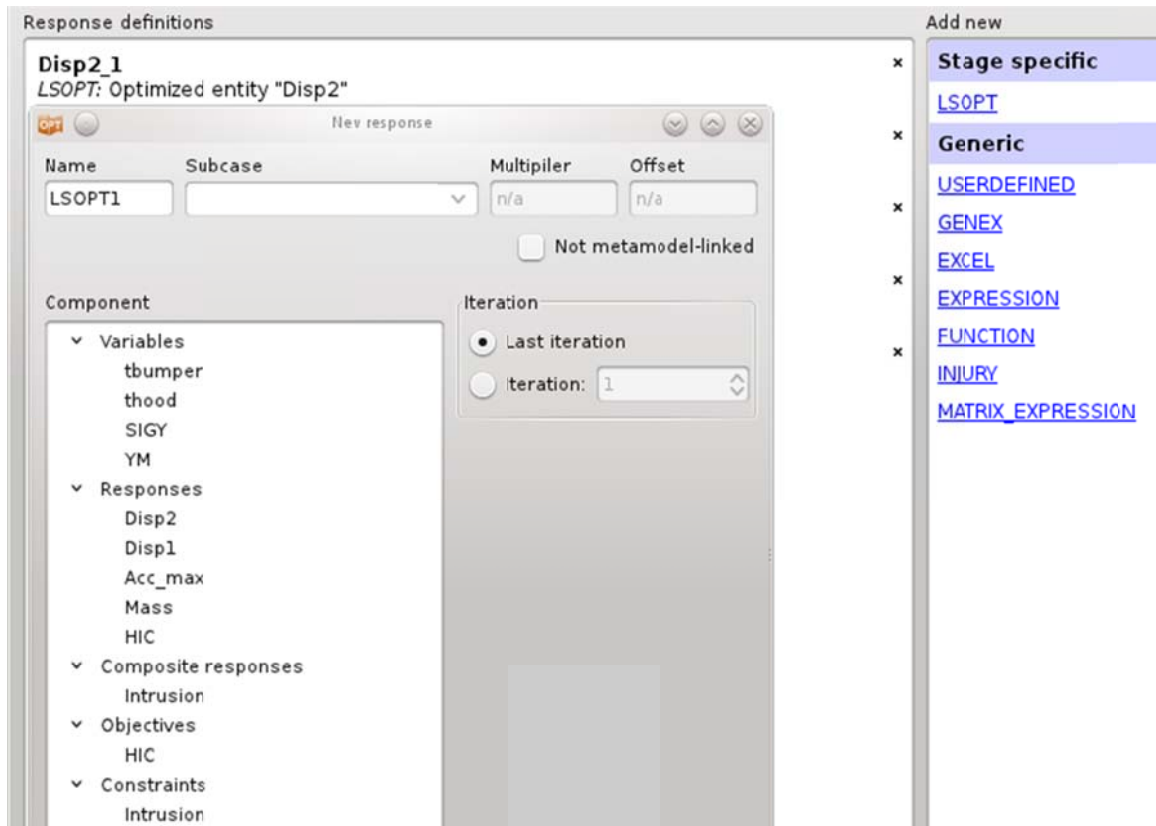 Response definitions
Add new
Disp2_1
LSOPT: Optimized entity "Disp2"
OPT
New response
Name Subcase Multipiler Offset
LSOPT1 n/a n/a
Not metamodel-linked
Component
Variables
tbumper
thood
SIGY
YM
Responses
Disp2
Disp1
Acc_max
Mass
HIC
Composite responses
Intrusion
Objectives
HIC
Constraints
Intrusion
Iteration
Last iteration
Iteration: 1
Stage specific
LSOPT
Generic
USERDEFINED
GENEX
EXCEL
EXPRESSION
FUNCTION
INJURY
MATRIX_EXPRESSION